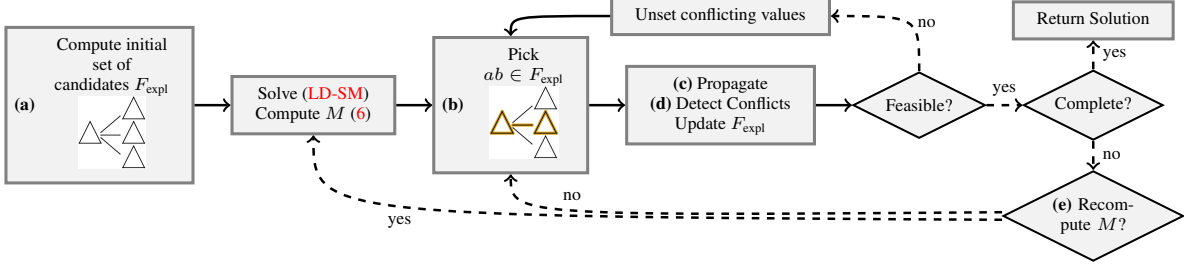 Compute initial
set of
candidates F_expl
(a)
Solve (LD-SM)
Compute M (6)
Pick
ab ∈ F_expl
(b)
Unset conflicting values
(c) Propagate
(d) Detect Conflicts
Update F_expl
Feasible?
no
yes
Return Solution
yes
Complete?
no
(e) Recom-
pute M?
no
yes